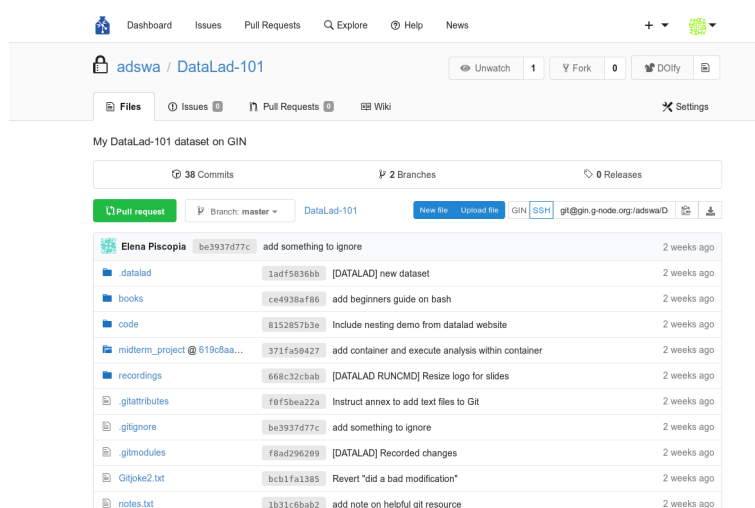 Dashboard Issues Pull Requests Explore Help News
adswa / DataLad-101 Unwatch 1 Fork 0 DOIfy
Files Issues 0 Pull Requests 0 Wiki Settings
My DataLad-101 dataset on GIN
38 Commits 2 Branches 0 Releases
Pull request Branch: master DataLad-101 New file Upload file GIN SSH git@gin.g-node.org:/adswa/D
Elena Piscopia be3937d77c add something to ignore 2 weeks ago
.datalad 1adf5836bb [DATALAD] new dataset 2 weeks ago
books ce4938af86 add beginners guide on bash 2 weeks ago
code 8152857b3e Include nesting demo from datalad website 2 weeks ago
midterm_project @ 619c8aa... 371fa50427 add container and execute analysis within container 2 weeks ago
recordings 668c32cbab [DATALAD RUNCMD] Resize logo for slides 2 weeks ago
.gitattributes f0f5bea22a Instruct annex to add text files to Git 2 weeks ago
.gitignore be3937d77c add something to ignore 2 weeks ago
.gitmodules f8ad296209 [DATALAD] Recorded changes 2 weeks ago
Gitjoke2.txt bcb1fa1385 Revert "did a bad modification" 2 weeks ago
notes.txt 1b31c6bab2 add note on helpful git resource 2 weeks ago